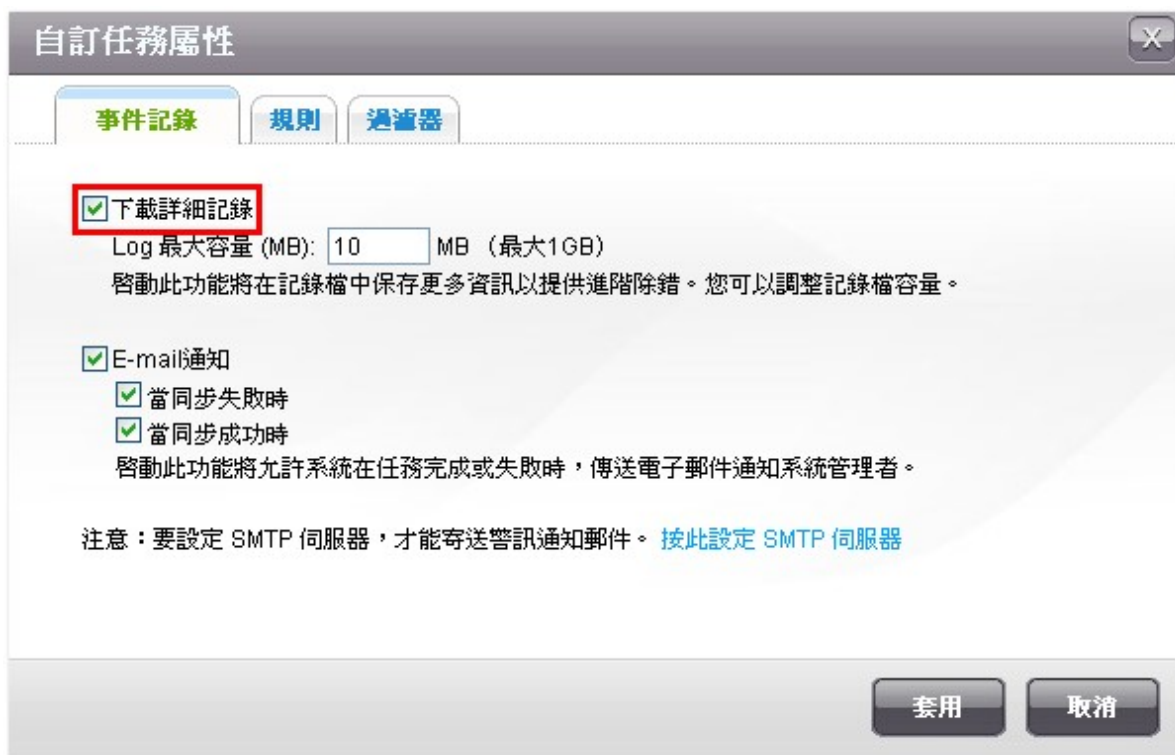 自訂任務屬性
X
事件記錄 規則 過濾器
下載詳細記錄
Log 最大容量 (MB): 10 MB (最大1GB)
啓動此功能將在記錄檔中保存更多資訊以提供進階除錯。您可以調整記錄檔容量。
E-mail通知
當同步失敗時
當同步成功時
啓動此功能將允許系統在任務完成或失敗時，傳送電子郵件通知系統管理者。
注意：要設定 SMTP 伺服器，才能寄送警訊通知郵件。 按此設定 SMTP 伺服器
套用 取消